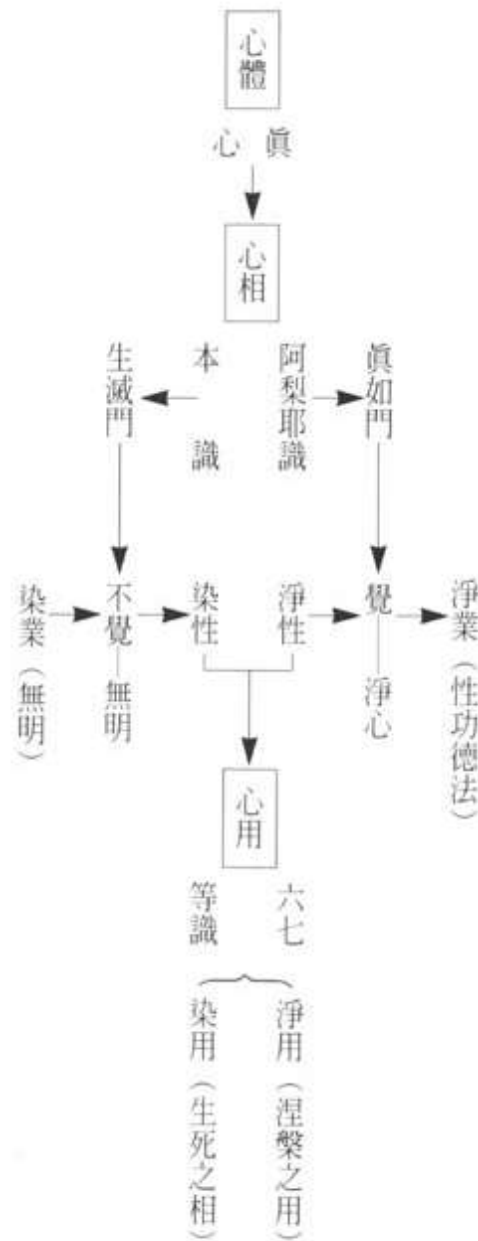 心體
眞心
心相
眞如門
阿梨耶識
本識
生滅門
淨業（性功德法）
覺—淨心
淨性
染性
不覺—無明
染業（無明）
心用
六七
等識
淨用（涅槃之用）
染用（生死之相）